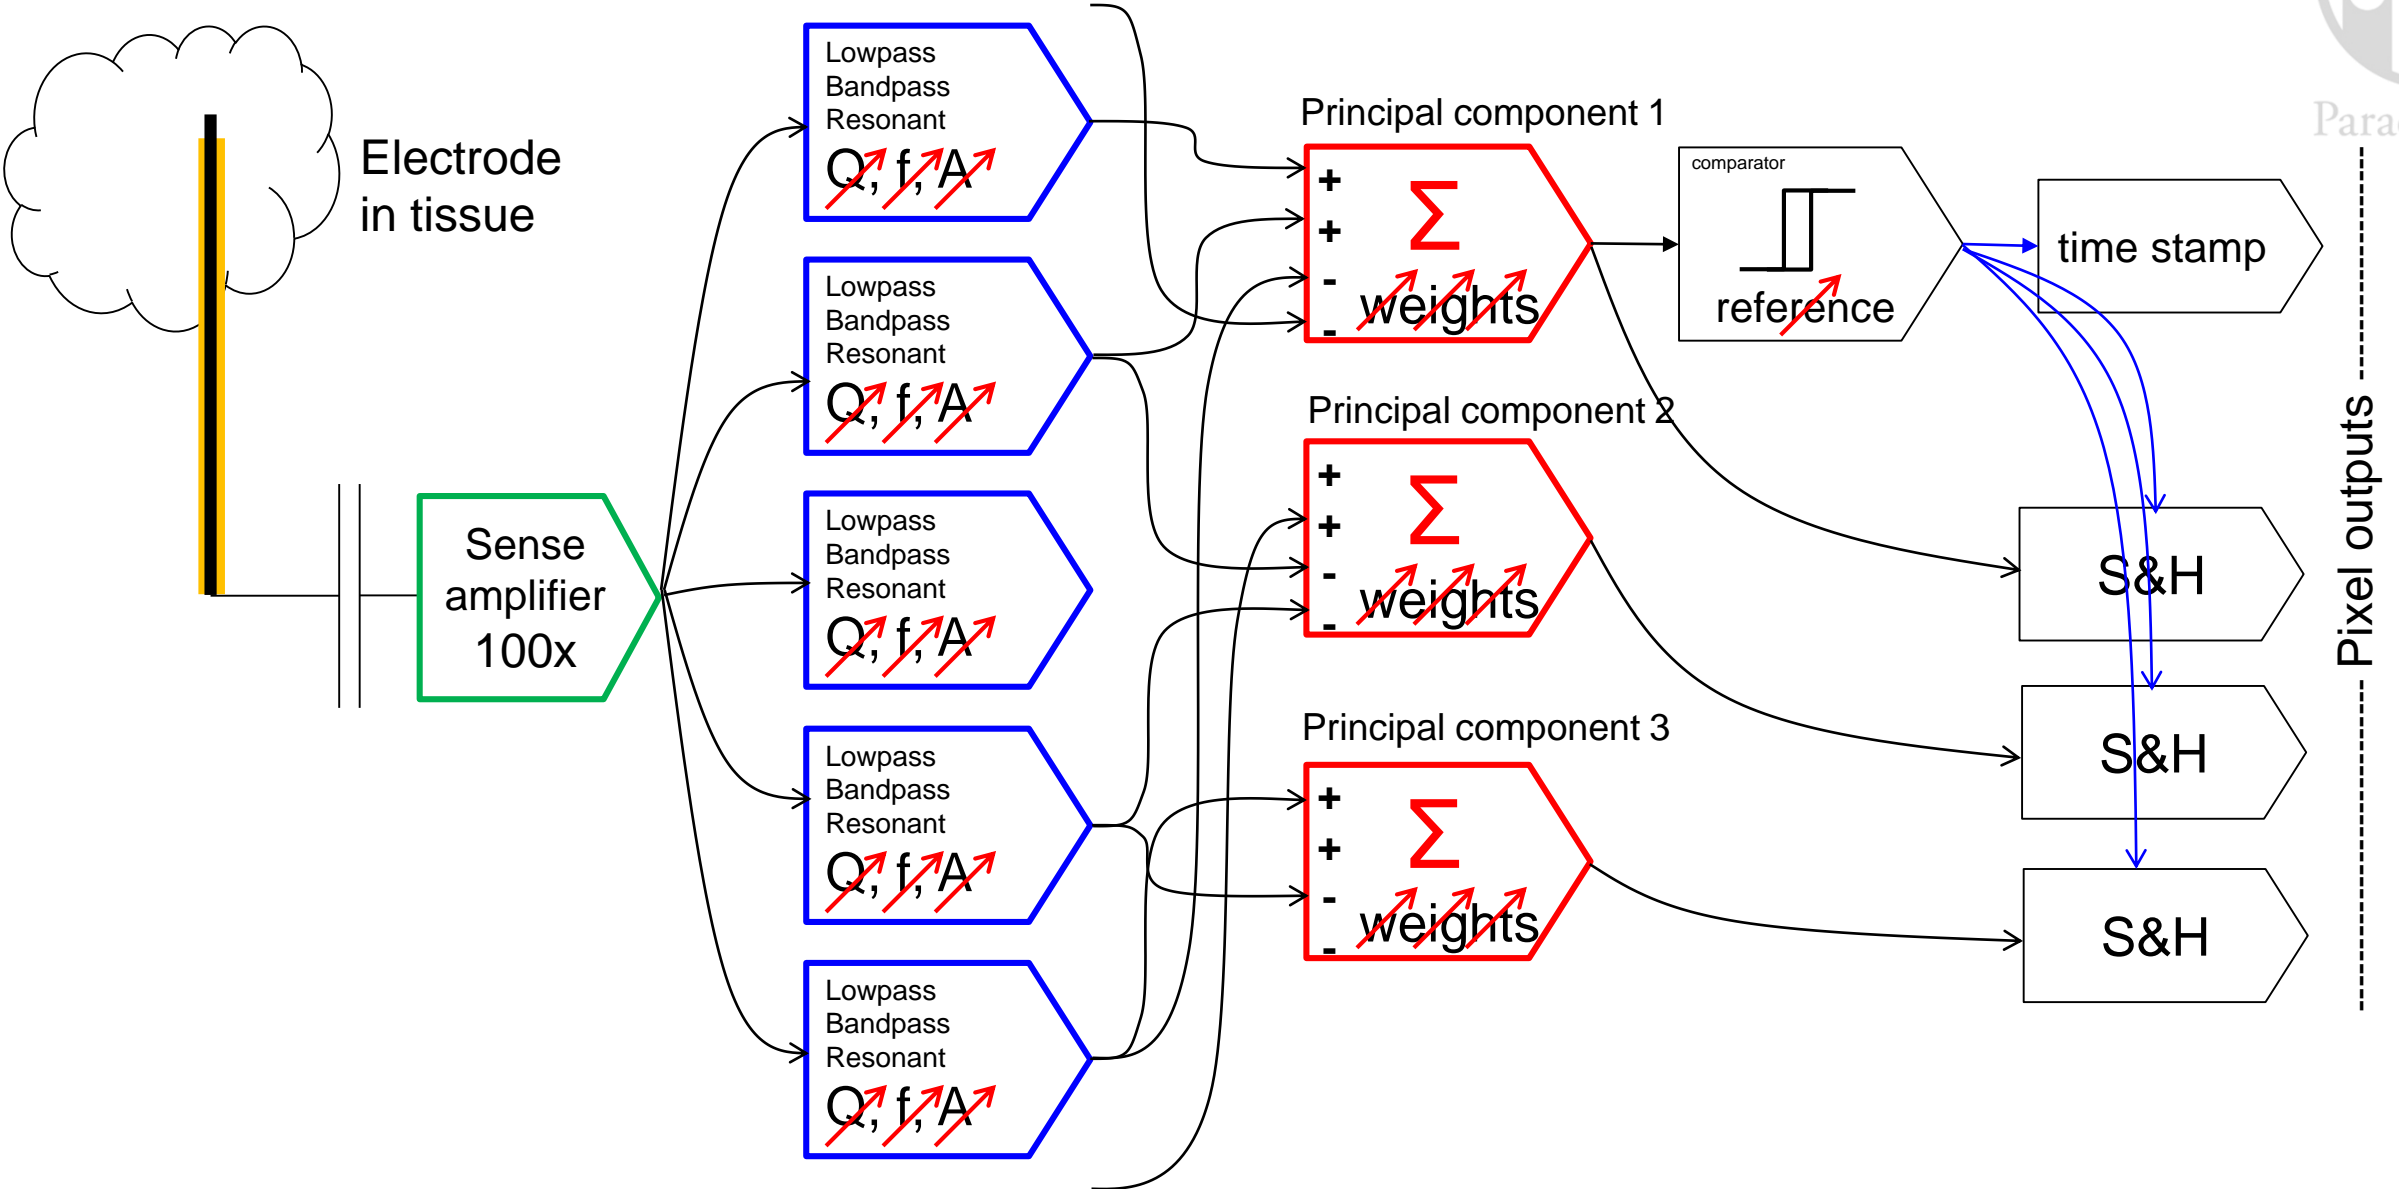 Electrode
in tissue
Sense
amplifier
100x
Lowpass
Bandpass
Resonant
Q, f, A
Lowpass
Bandpass
Resonant
Q, f, A
Lowpass
Bandpass
Resonant
Q, f, A
Lowpass
Bandpass
Resonant
Q, f, A
Lowpass
Bandpass
Resonant
Q, f, A
Principal component 1
+
+
-
-
Σ
weights
Principal component 2
+
+
-
-
Σ
weights
Principal component 3
+
+
-
-
Σ
weights
comparator
reference
time stamp
S&H
S&H
S&H
Pixel outputs